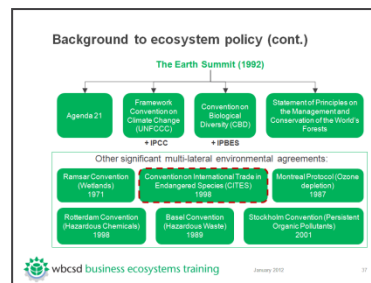 Background to ecosystem policy (cont.)
The Earth Summit (1992)
Agenda 21
Framework
Convention on
Climate Change
(UNFCCC)
Convention on
Biological
Diversity (CBD)
Statement of Principles on
the Management and
Conservation of the World's
Forests
+ IPCC
+ IPBES
Other significant multi-lateral environmental agreements:
Ramsar Convention
(Wetlands)
1971
Convention on International Trade in
Endangered Species (CITES)
1998
Montreal Protocol (Ozone
depletion)
1987
Rotterdam Convention
(Hazardous Chemicals)
1998
Basel Convention
(Hazardous Waste)
1989
Stockholm Convention (Persistent
Organic Pollutants)
2001
wbcsd business ecosystems training
January 2012